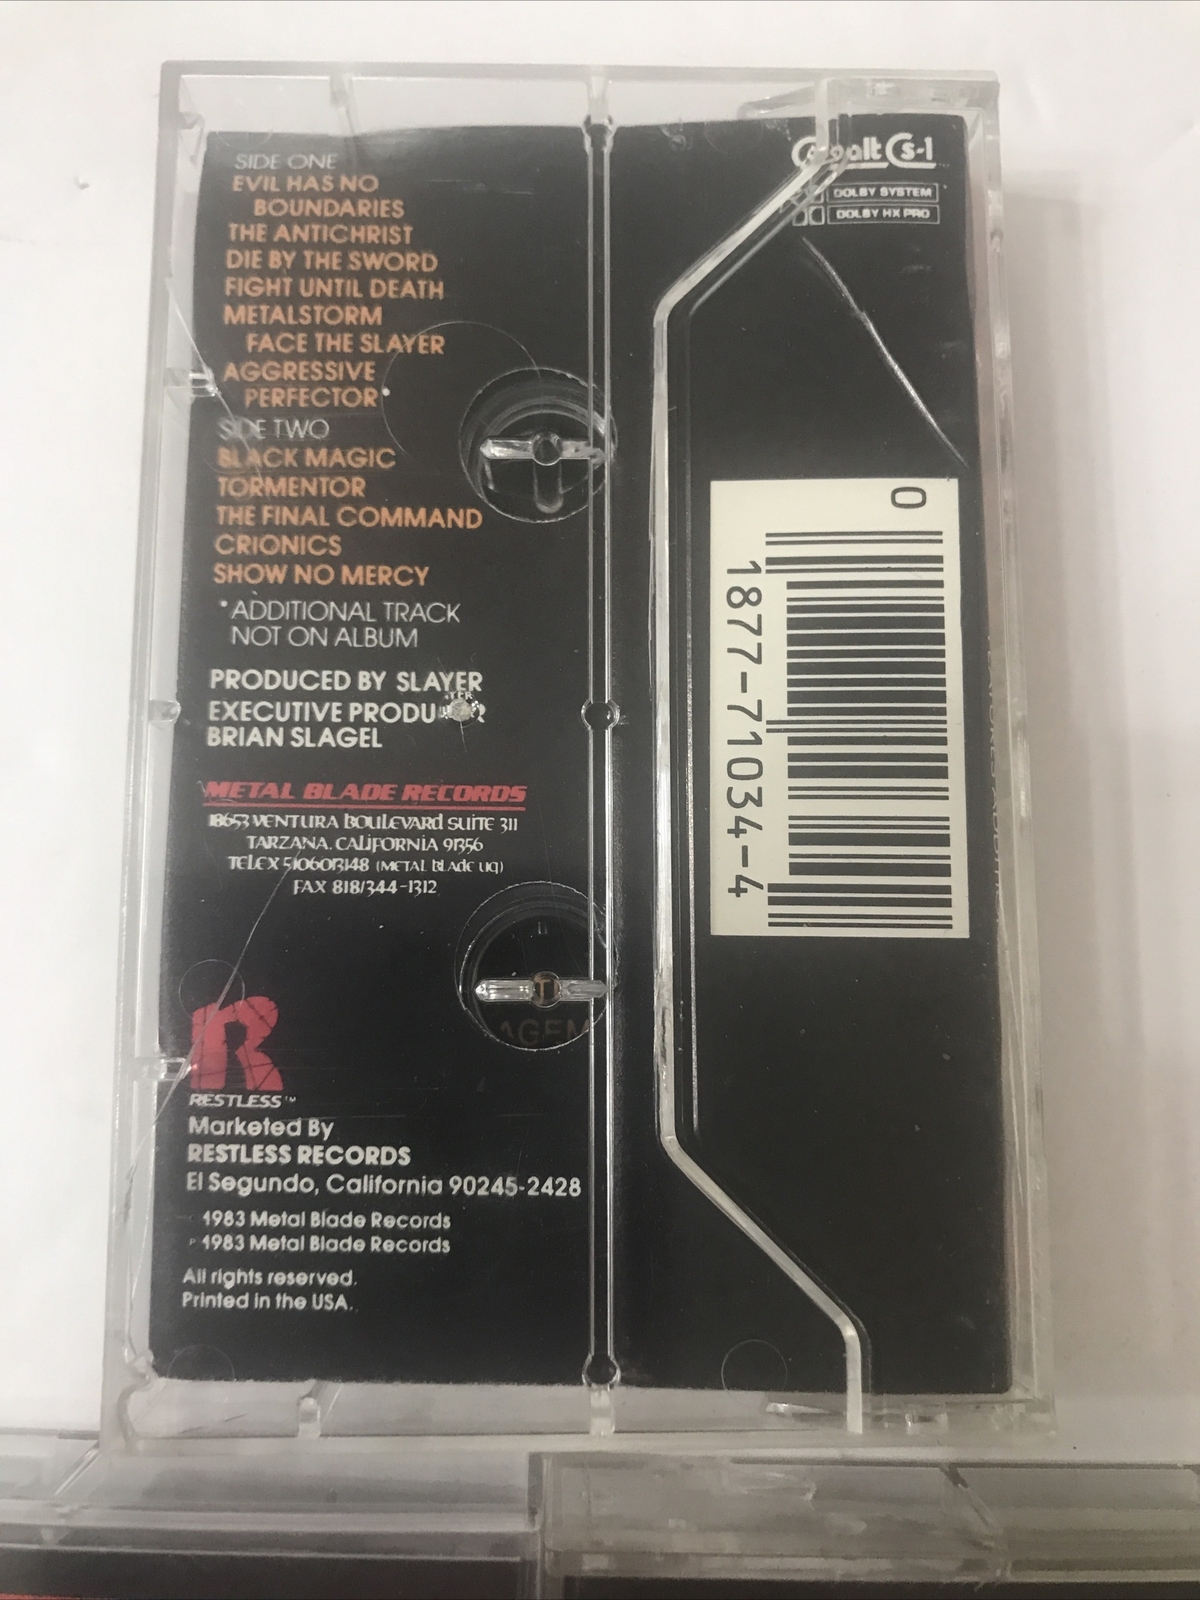 SIDE ONE
EVIL HAS NO
BOUNDARIES
THE ANTICHRIST
DIE BY THE SWORD
FIGHT UNTIL DEATH
METALSTORM
FACE THE SLAYER
AGGRESSIVE
PERFECTOR*
SIDE TWO
BLACK MAGIC
TORMENTOR
THE FINAL COMMAND
CRIONICS
SHOW NO MERCY
*ADDITIONAL TRACK
NOT ON ALBUM
PRODUCED BY SLAYER
EXECUTIVE PRODUCER
BRIAN SLAGEL
METAL BLADE RECORDS
18653 VENTURA BOULEVARD SUITE 311
TARZANA, CALIFORNIA 91356
TELEX 5106013148 (METAL BLADE UQ)
FAX 818/344-1312
R
RESTLESS™
Marketed By
RESTLESS RECORDS
El Segundo, California 90245-2428
1983 Metal Blade Records
℗ 1983 Metal Blade Records
All rights reserved.
Printed in the USA.
Cobalt Cs-1
DOLBY SYSTEM
DOLBY HX PRO
0 1877-71034-4